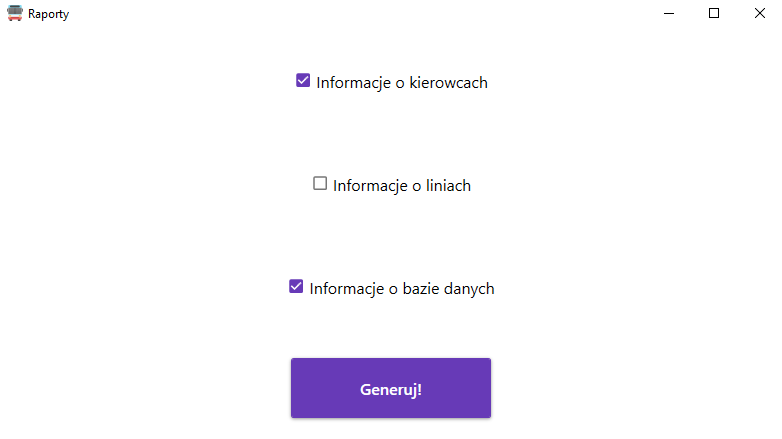 Raporty
Informacje o kierowcach
Informacje o liniach
Informacje o bazie danych
Generuj!